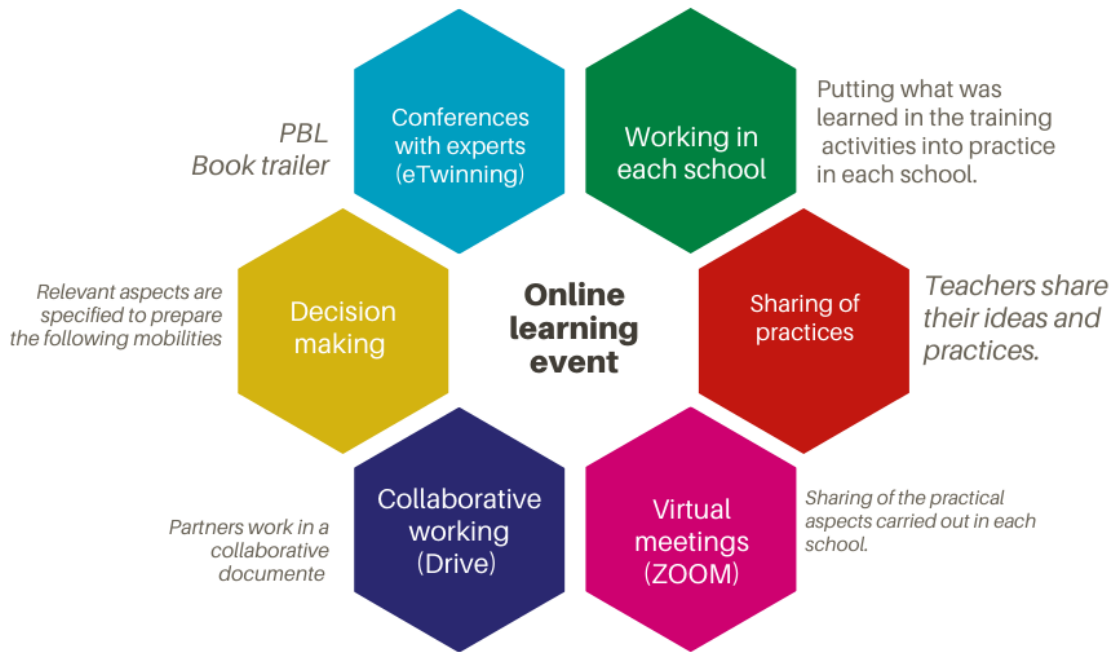 Conferences
with experts
(eTwinning)
PBL
Book trailer
Working in
each school
Putting what was
learned in the training
activities into practice
in each school.
Decision
making
Relevant aspects are
specified to prepare
the following mobilities
Online
learning
event
Sharing of
practices
Teachers share
their ideas and
practices.
Collaborative
working
(Drive)
Partners work in a
collaborative
documente
Virtual
meetings
(ZOOM)
Sharing of the practical
aspects carried out in each
school.